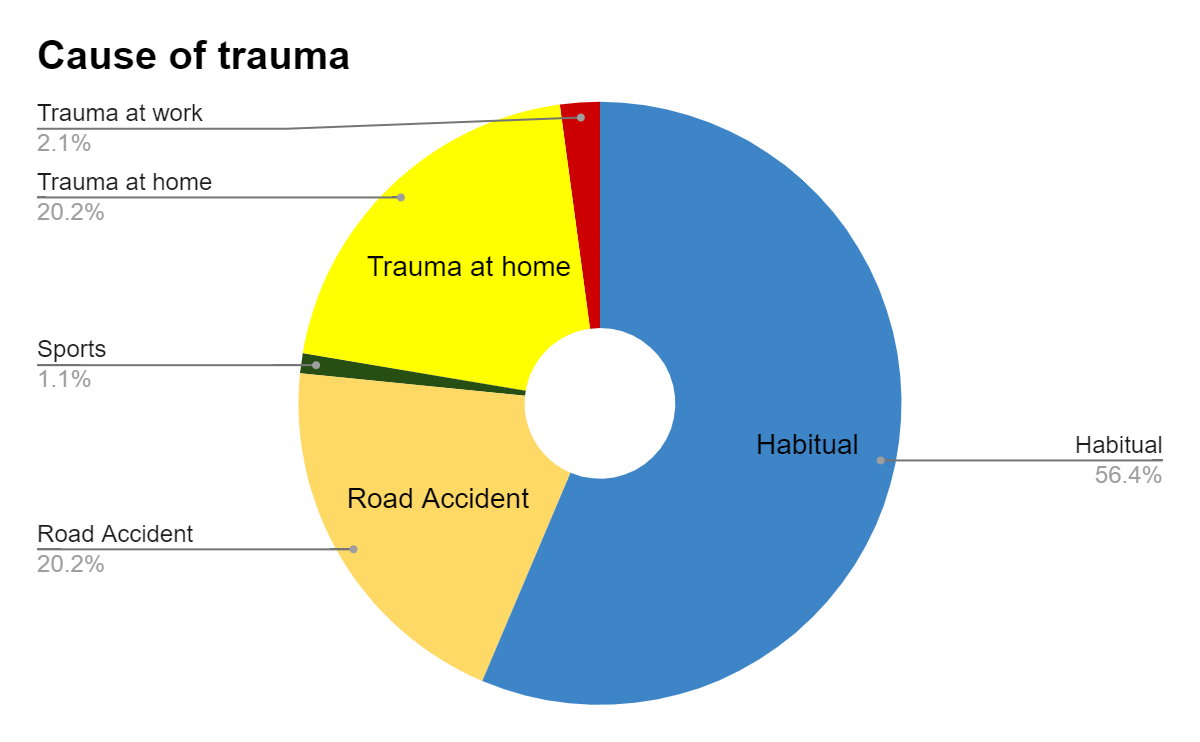 Cause of trauma
Trauma at work
2.1%
Trauma at home
20.2%
Trauma at home
Sports
1.1%
Habitual
Habitual
56.4%
Road Accident
Road Accident
20.2%